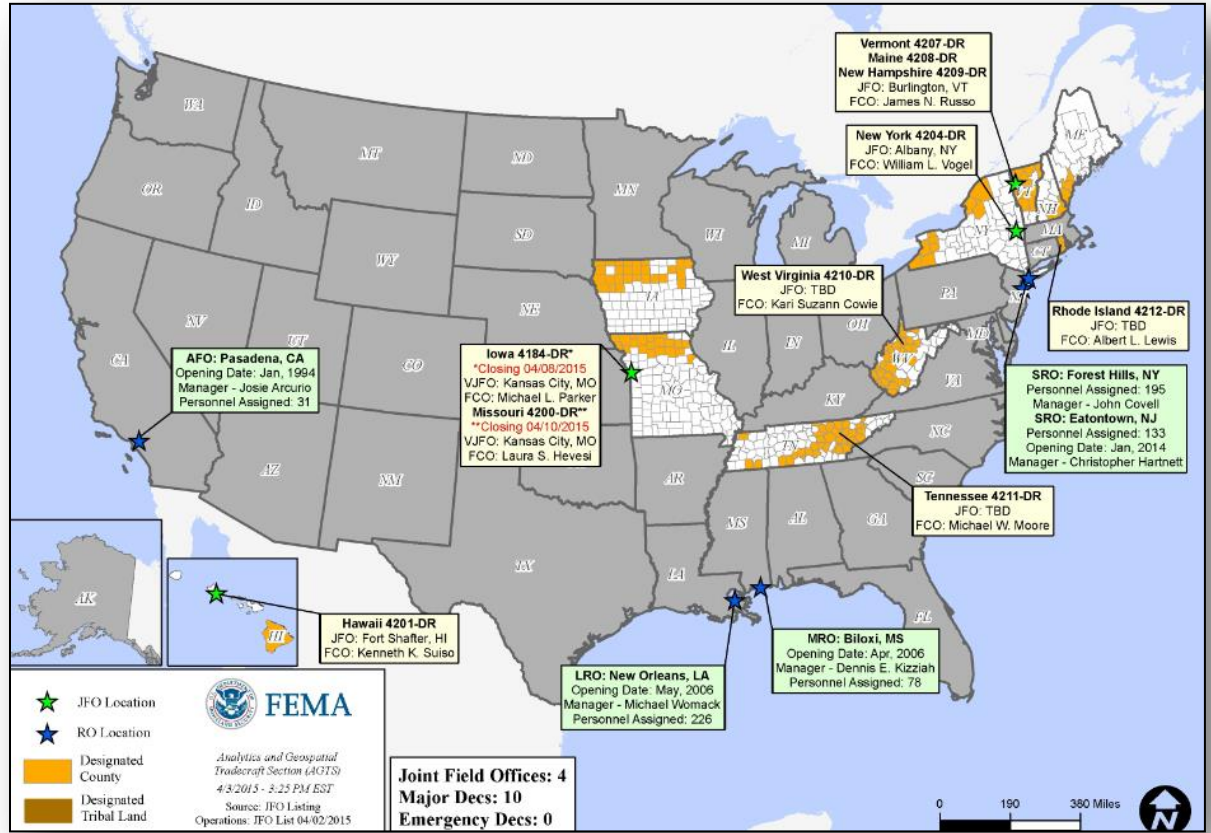 Vermont 4207-DR
Maine 4208-DR
New Hampshire 4209-DR
JFO: Burlington, VT
FCO: James N. Russo
New York 4204-DR
JFO: Albany, NY
FCO: William L. Vogel
West Virginia 4210-DR
JFO: TBD
FCO: Kari Suzann Cowie
Rhode Island 4212-DR
JFO: TBD
FCO: Albert L. Lewis
AFO: Pasadena, CA
Opening Date: Jan, 1994
Manager - Josie Arcurio
Personnel Assigned: 31
Iowa 4184-DR*
*Closing 04/08/2015
VJFO: Kansas City, MO
FCO: Michael L. Parker
Missouri 4200-DR**
**Closing 04/10/2015
VJFO: Kansas City, MO
FCO: Laura S. Hevesi
SRO: Forest Hills, NY
Personnel Assigned: 195
Manager - John Covell
SRO: Eatontown, NJ
Personnel Assigned: 133
Opening Date: Jan, 2014
Manager - Christopher Hartnett
Tennessee 4211-DR
JFO: TBD
FCO: Michael W. Moore
Hawaii 4201-DR
JFO: Fort Shafter, HI
FCO: Kenneth K. Suiso
LRO: New Orleans, LA
Opening Date: May, 2006
Manager - Michael Womack
Personnel Assigned: 226
MRO: Biloxi, MS
Opening Date: Apr, 2006
Manager - Dennis E. Kizziah
Personnel Assigned: 78
WA
MT
ND
MN
ME
OR
ID
SD
WI
MI
VT
NH
NY
MA
CT
WY
NE
IA
PA
NV
UT
CO
IL
IN
OH
MD
CA
MO
WV
VA
KY
AZ
NM
AR
TN
NC
SC
TX
LA
MS
AL
GA
FL
AK
HI
JFO Location
RO Location
Designated
County
Designated
Tribal Land
FEMA
Analytics and Geospatial
Tradecraft Section (AGTS)
4/3/2015 - 3:25 PM EST
Source: JFO Listing
Operations: JFO List 04/02/2015
Joint Field Offices: 4
Major Decs: 10
Emergency Decs: 0
0 190 380 Miles
N